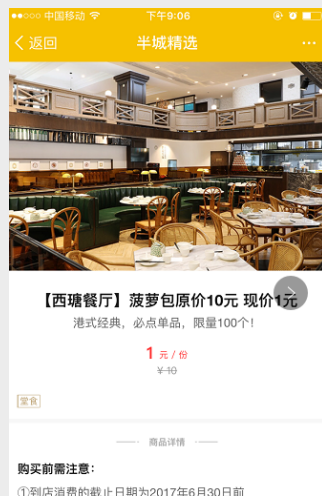 中国移动 下午9:06
返回 半城精选
【西瑭餐厅】菠萝包原价10元 现价1元
港式经典，必点单品，限量100个！
1 元 / 份
¥ 10
堂食
商品详情
购买前需注意：
①到店消费的截止日期为2017年6月30日前